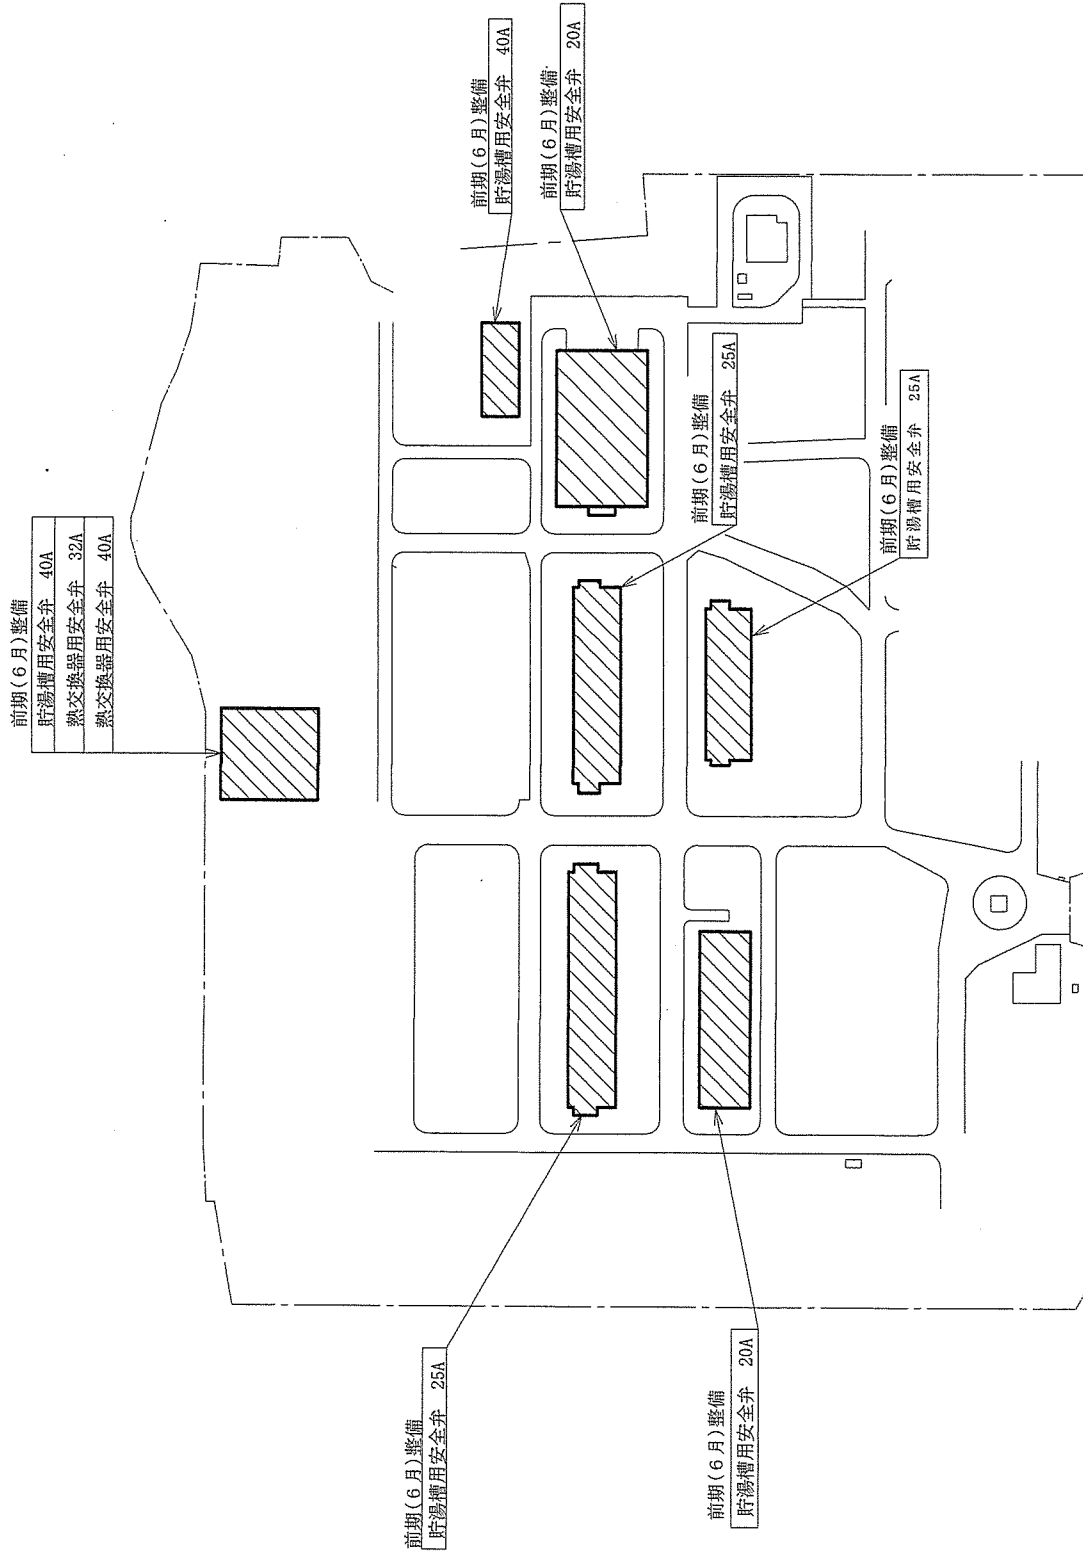 前期(6月)整備
貯湯槽用安全弁 40A
熱交換器用安全弁 32A
熱交換器用安全弁 40A
前期(6月)整備
貯湯槽用安全弁 40A
前期(6月)整備
貯湯槽用安全弁 20A
前期(6月)整備
貯湯槽用安全弁 25A
前期(6月)整備
貯湯槽用安全弁 25A
前期(6月)整備
貯湯槽用安全弁 25A
前期(6月)整備
貯湯槽用安全弁 20A